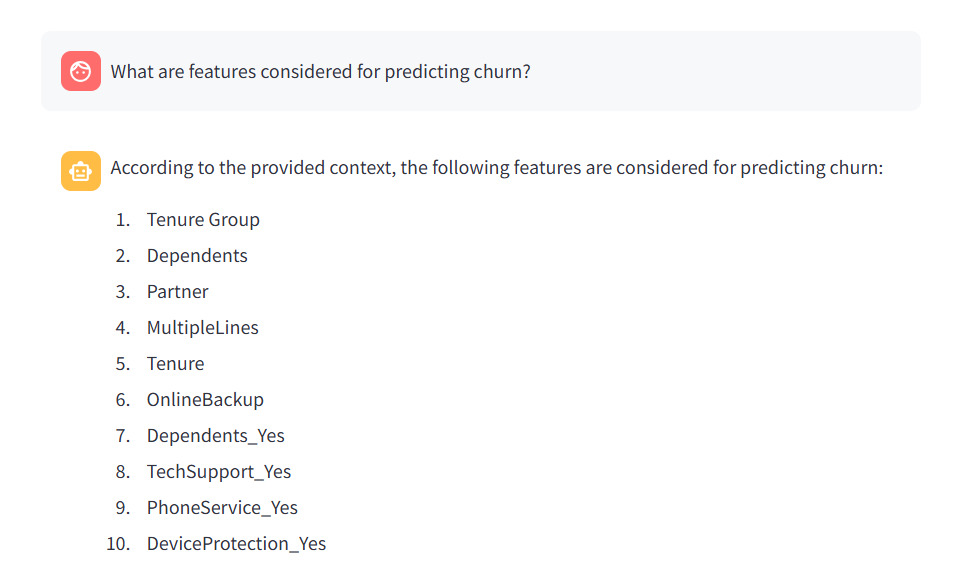 What are features considered for predicting churn?
According to the provided context, the following features are considered for predicting churn:
1. Tenure Group
2. Dependents
3. Partner
4. MultipleLines
5. Tenure
6. OnlineBackup
7. Dependents_Yes
8. TechSupport_Yes
9. PhoneService_Yes
10. DeviceProtection_Yes